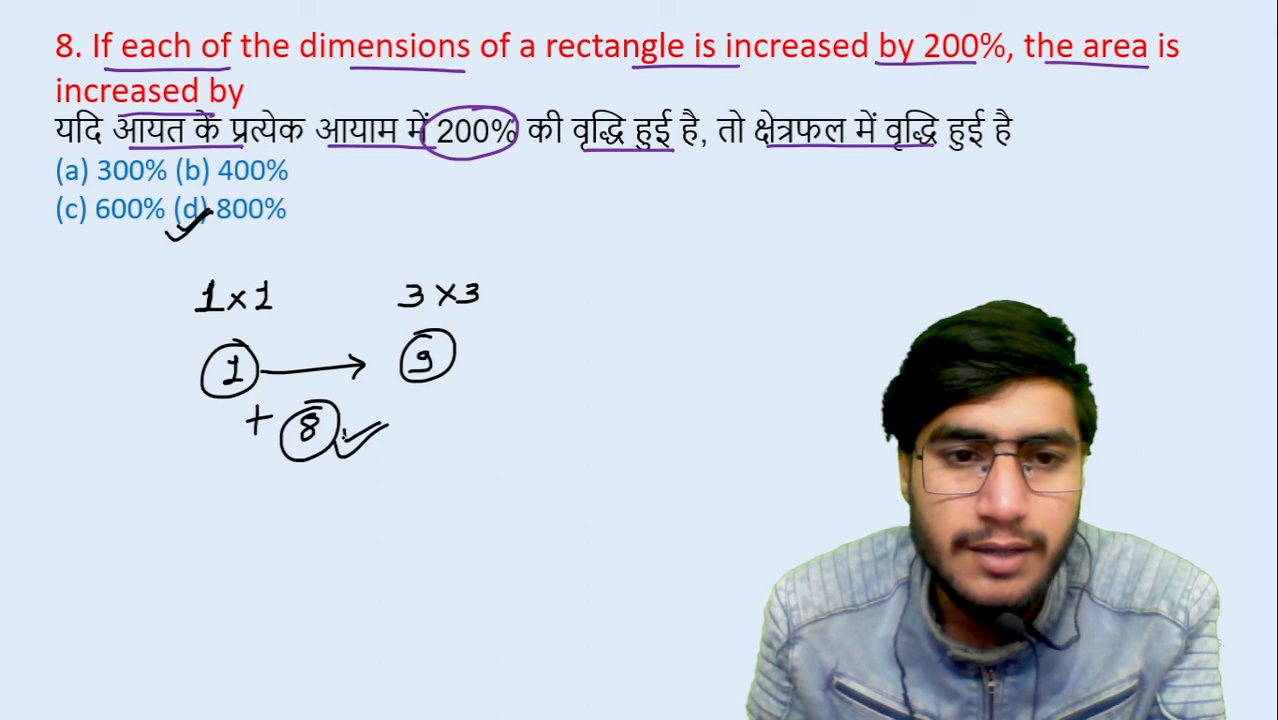 8. If each of the dimensions of a rectangle is increased by 200%, the area is
increased by
यदि आयत के प्रत्येक आयाम में 200% की वृद्धि हुई है, तो क्षेत्रफल में वृद्धि हुई है
(a) 300% (b) 400%
(c) 600% (d) 800%
1 × 1 3 × 3
1 → 9
+ 8